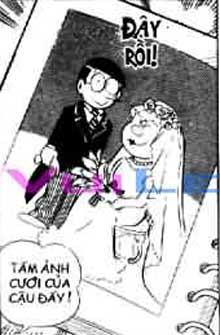 ĐÂY
RỒI!
TẤM ẢNH
CƯỚI CỦA
CẬU ĐẤY!